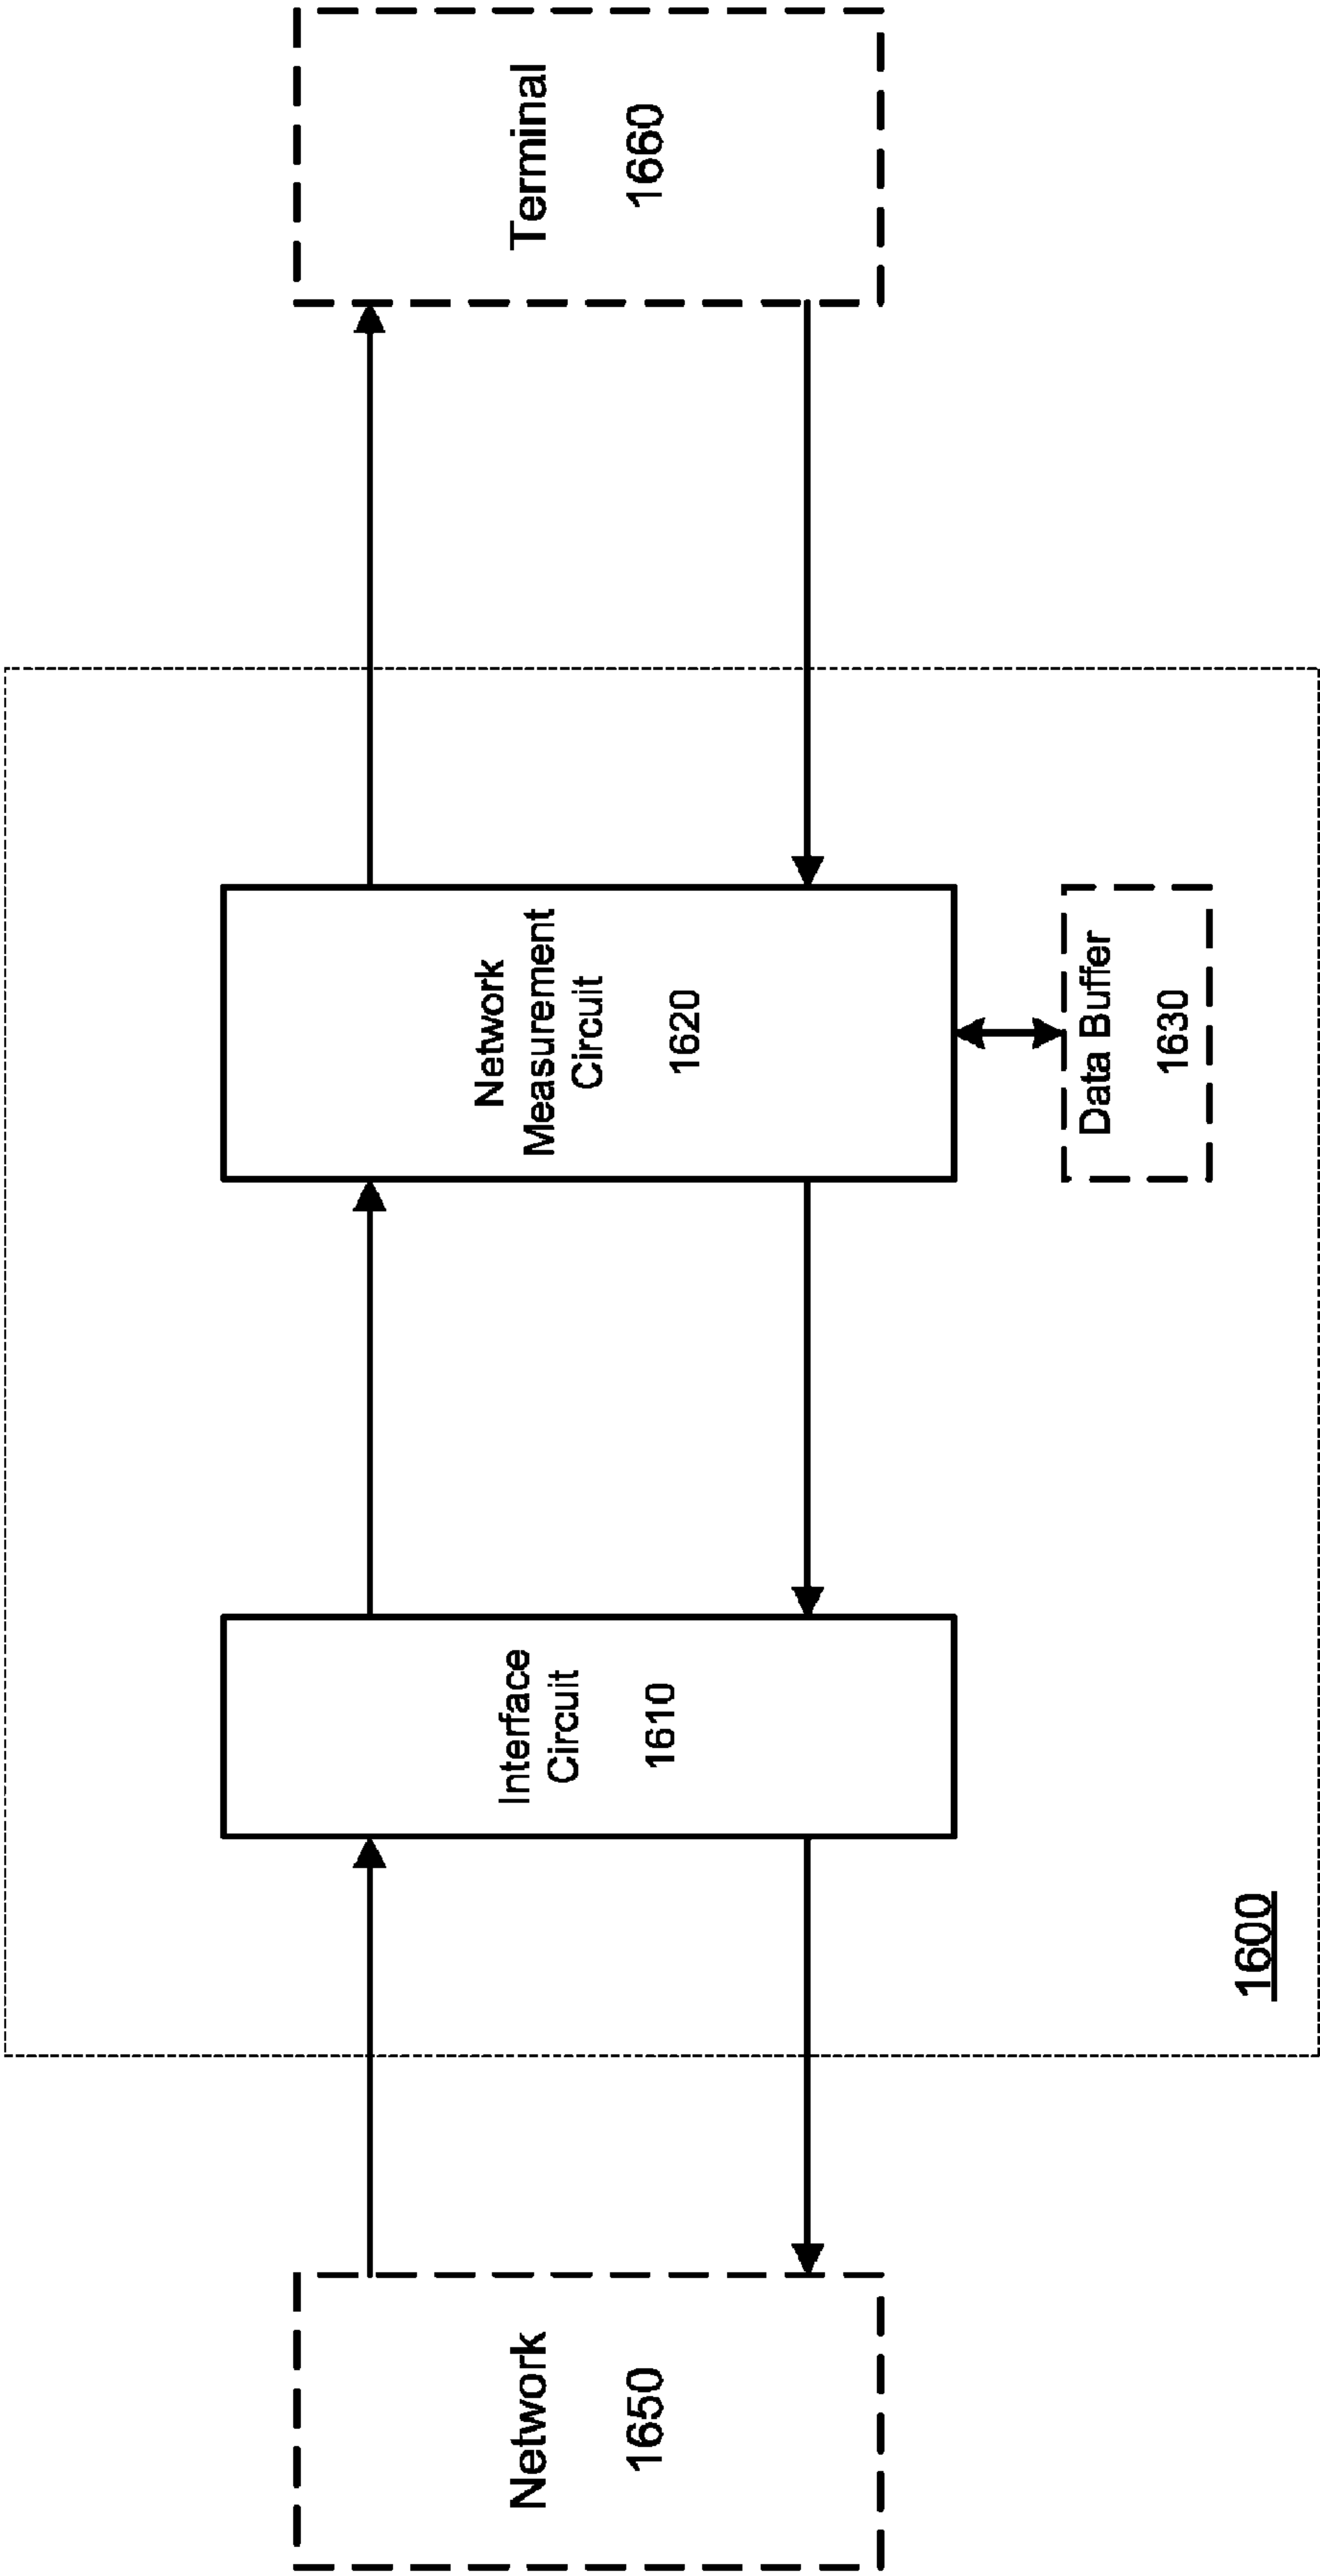 Network
1650
Interface
Circuit
1610
Network
Measurement
Circuit
1620
Data Buffer
1630
Terminal
1660
1600